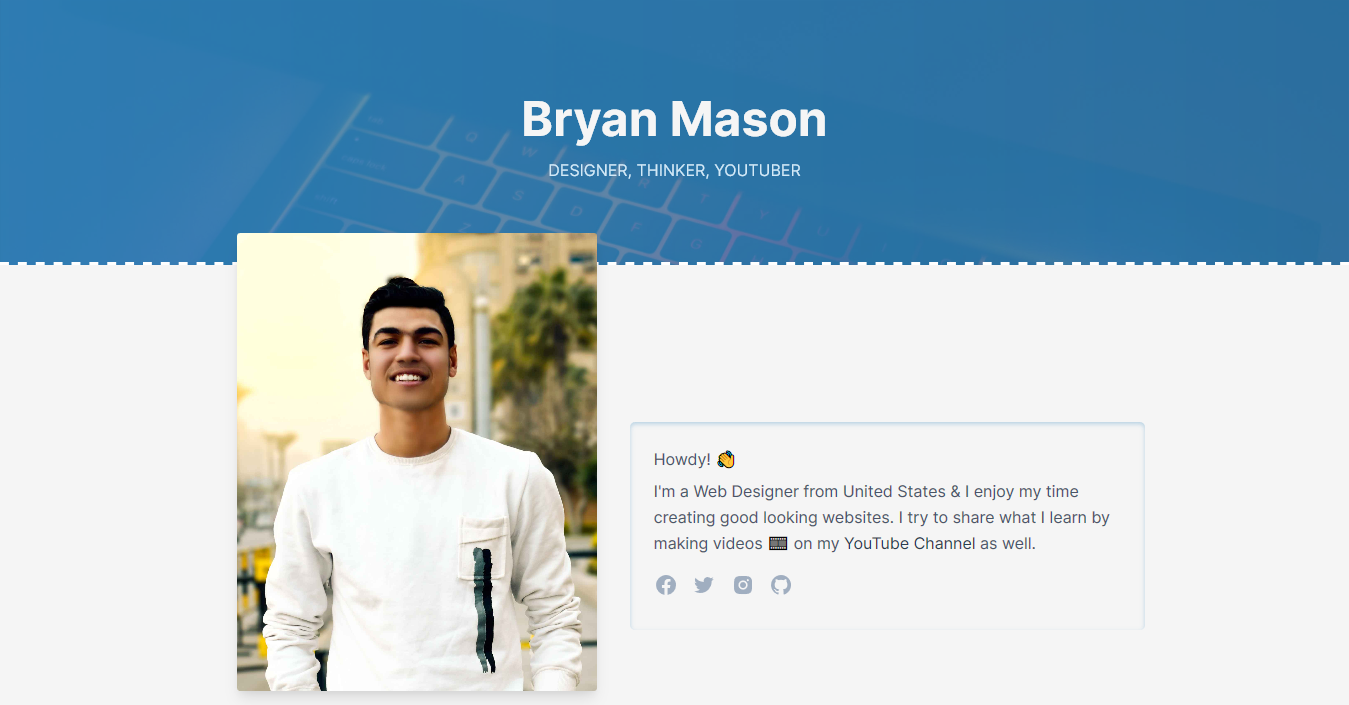 Bryan Mason
DESIGNER, THINKER, YOUTUBER
Howdy! 👏
I'm a Web Designer from United States & I enjoy my time
creating good looking websites. I try to share what I learn by
making videos 🎞️ on my YouTube Channel as well.